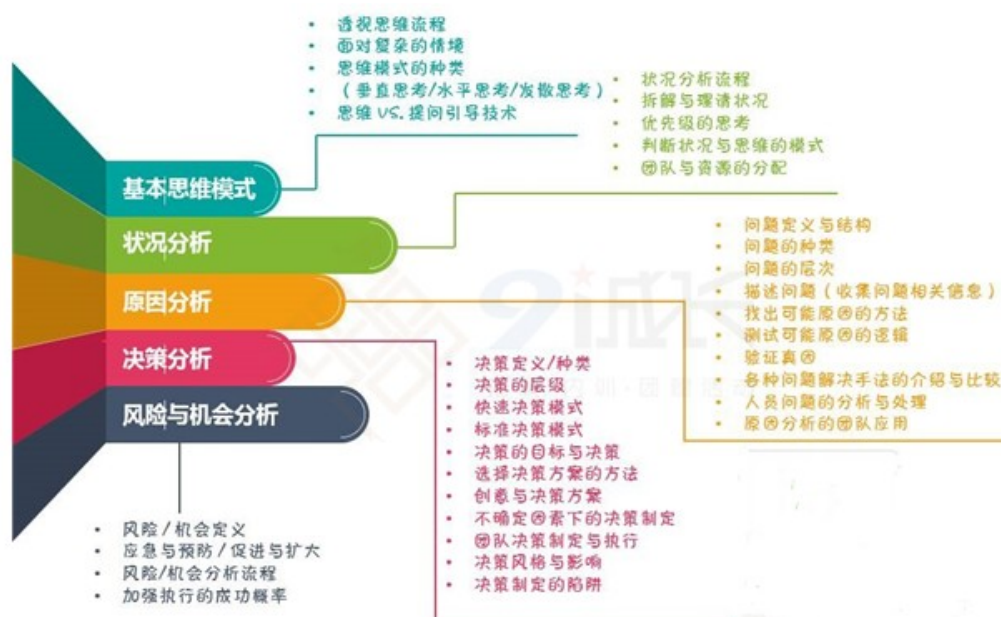 透视思维流程
面对复杂的情境
思维模式的种类
（垂直思考/水平思考/发散思考）
思维 VS. 提问引导技术
状况分析流程
拆解与理请状况
优先级的思考
判断状况与思维的模式
团队与资源的分配
基本思维模式
状况分析
原因分析
决策分析
风险与机会分析
问题定义与结构
问题的种类
问题的层次
描述问题（收集问题相关信息）
找出可能原因的方法
测试可能原因的逻辑
验证真因
各种问题解决手法的介绍与比较
人员问题的分析与处理
原因分析的团队应用
决策定义/种类
决策的层级
快速决策模式
标准决策模式
决策的目标与决策
选择决策方案的方法
创意与决策方案
不确定因素下的决策制定
团队决策制定与执行
决策风格与影响
决策制定的陷阱
风险/机会定义
应急与预防/促进与扩大
风险/机会分析流程
加强执行的成功概率
9i成长